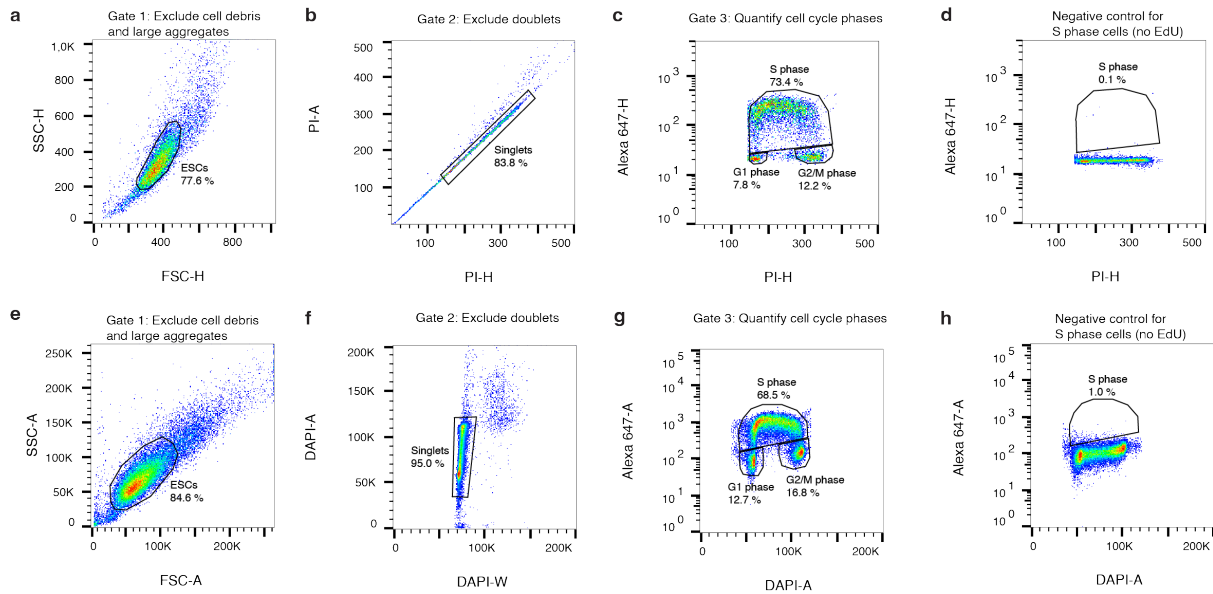 a
Gate 1: Exclude cell debris
and large aggregates
1,0K
800
600
400
200
0
SSC-H
ESCs
77.6 %
0
400
800
FSC-H
b
Gate 2: Exclude doublets
500
400
300
200
100
PI-A
Singlets
83.8 %
100
300
500
PI-H
c
Gate 3: Quantify cell cycle phases
10^3
10^2
10^1
10^0
Alexa 647-H
S phase
73.4 %
G1 phase
7.8 %
G2/M phase
12.2 %
100
300
500
PI-H
d
Negative control for
S phase cells (no EdU)
10^3
10^2
10^1
10^0
Alexa 647-H
S phase
0.1 %
100
300
500
PI-H
e
Gate 1: Exclude cell debris
and large aggregates
250K
200K
150K
100K
50K
0
SSC-A
ESCs
84.6 %
0
100K
200K
FSC-A
f
Gate 2: Exclude doublets
200K
150K
100K
50K
0
DAPI-A
Singlets
95.0 %
0
100K
200K
DAPI-W
g
Gate 3: Quantify cell cycle phases
10^5
10^4
10^3
10^2
10^1
10^0
Alexa 647-A
S phase
68.5 %
G1 phase
12.7 %
G2/M phase
16.8 %
0
100K
200K
DAPI-A
h
Negative control for
S phase cells (no EdU)
10^5
10^4
10^3
10^2
10^1
10^0
Alexa 647-A
S phase
1.0 %
0
100K
200K
DAPI-A